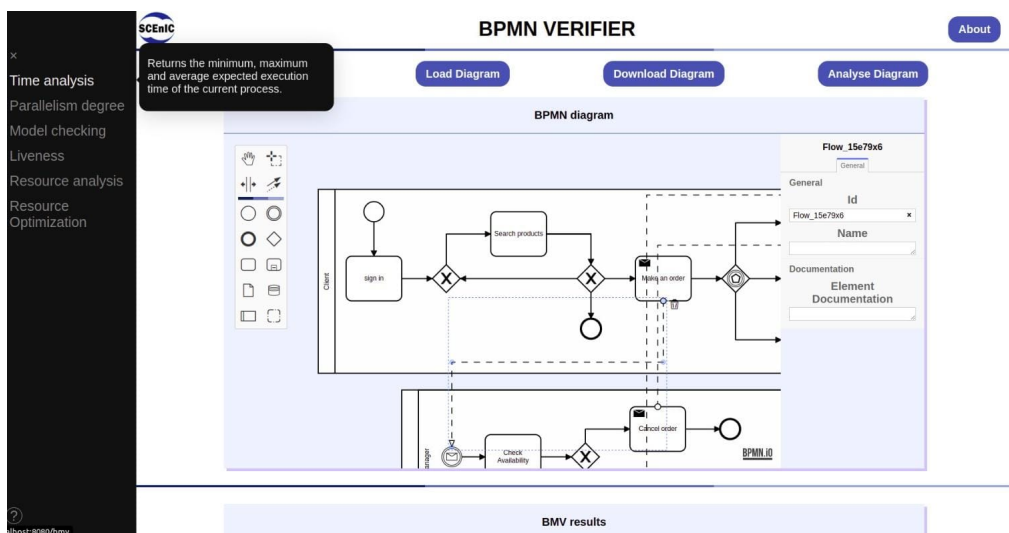 SCEnIC
BPMN VERIFIER
About
×
Time analysis
Parallelism degree
Model checking
Liveness
Resource analysis
Resource
Optimization
?
Returns the minimum, maximum
and average expected execution
time of the current process.
Load Diagram
Download Diagram
Analyse Diagram
BPMN diagram
Client
sign in
Search products
X
X
Make an order
Check
Availability
X
Cancel order
BPMN.iO
Flow_15e79x6
General
General
Id
Flow_15e79x6
×
Name
Documentation
Element
Documentation
BMV results